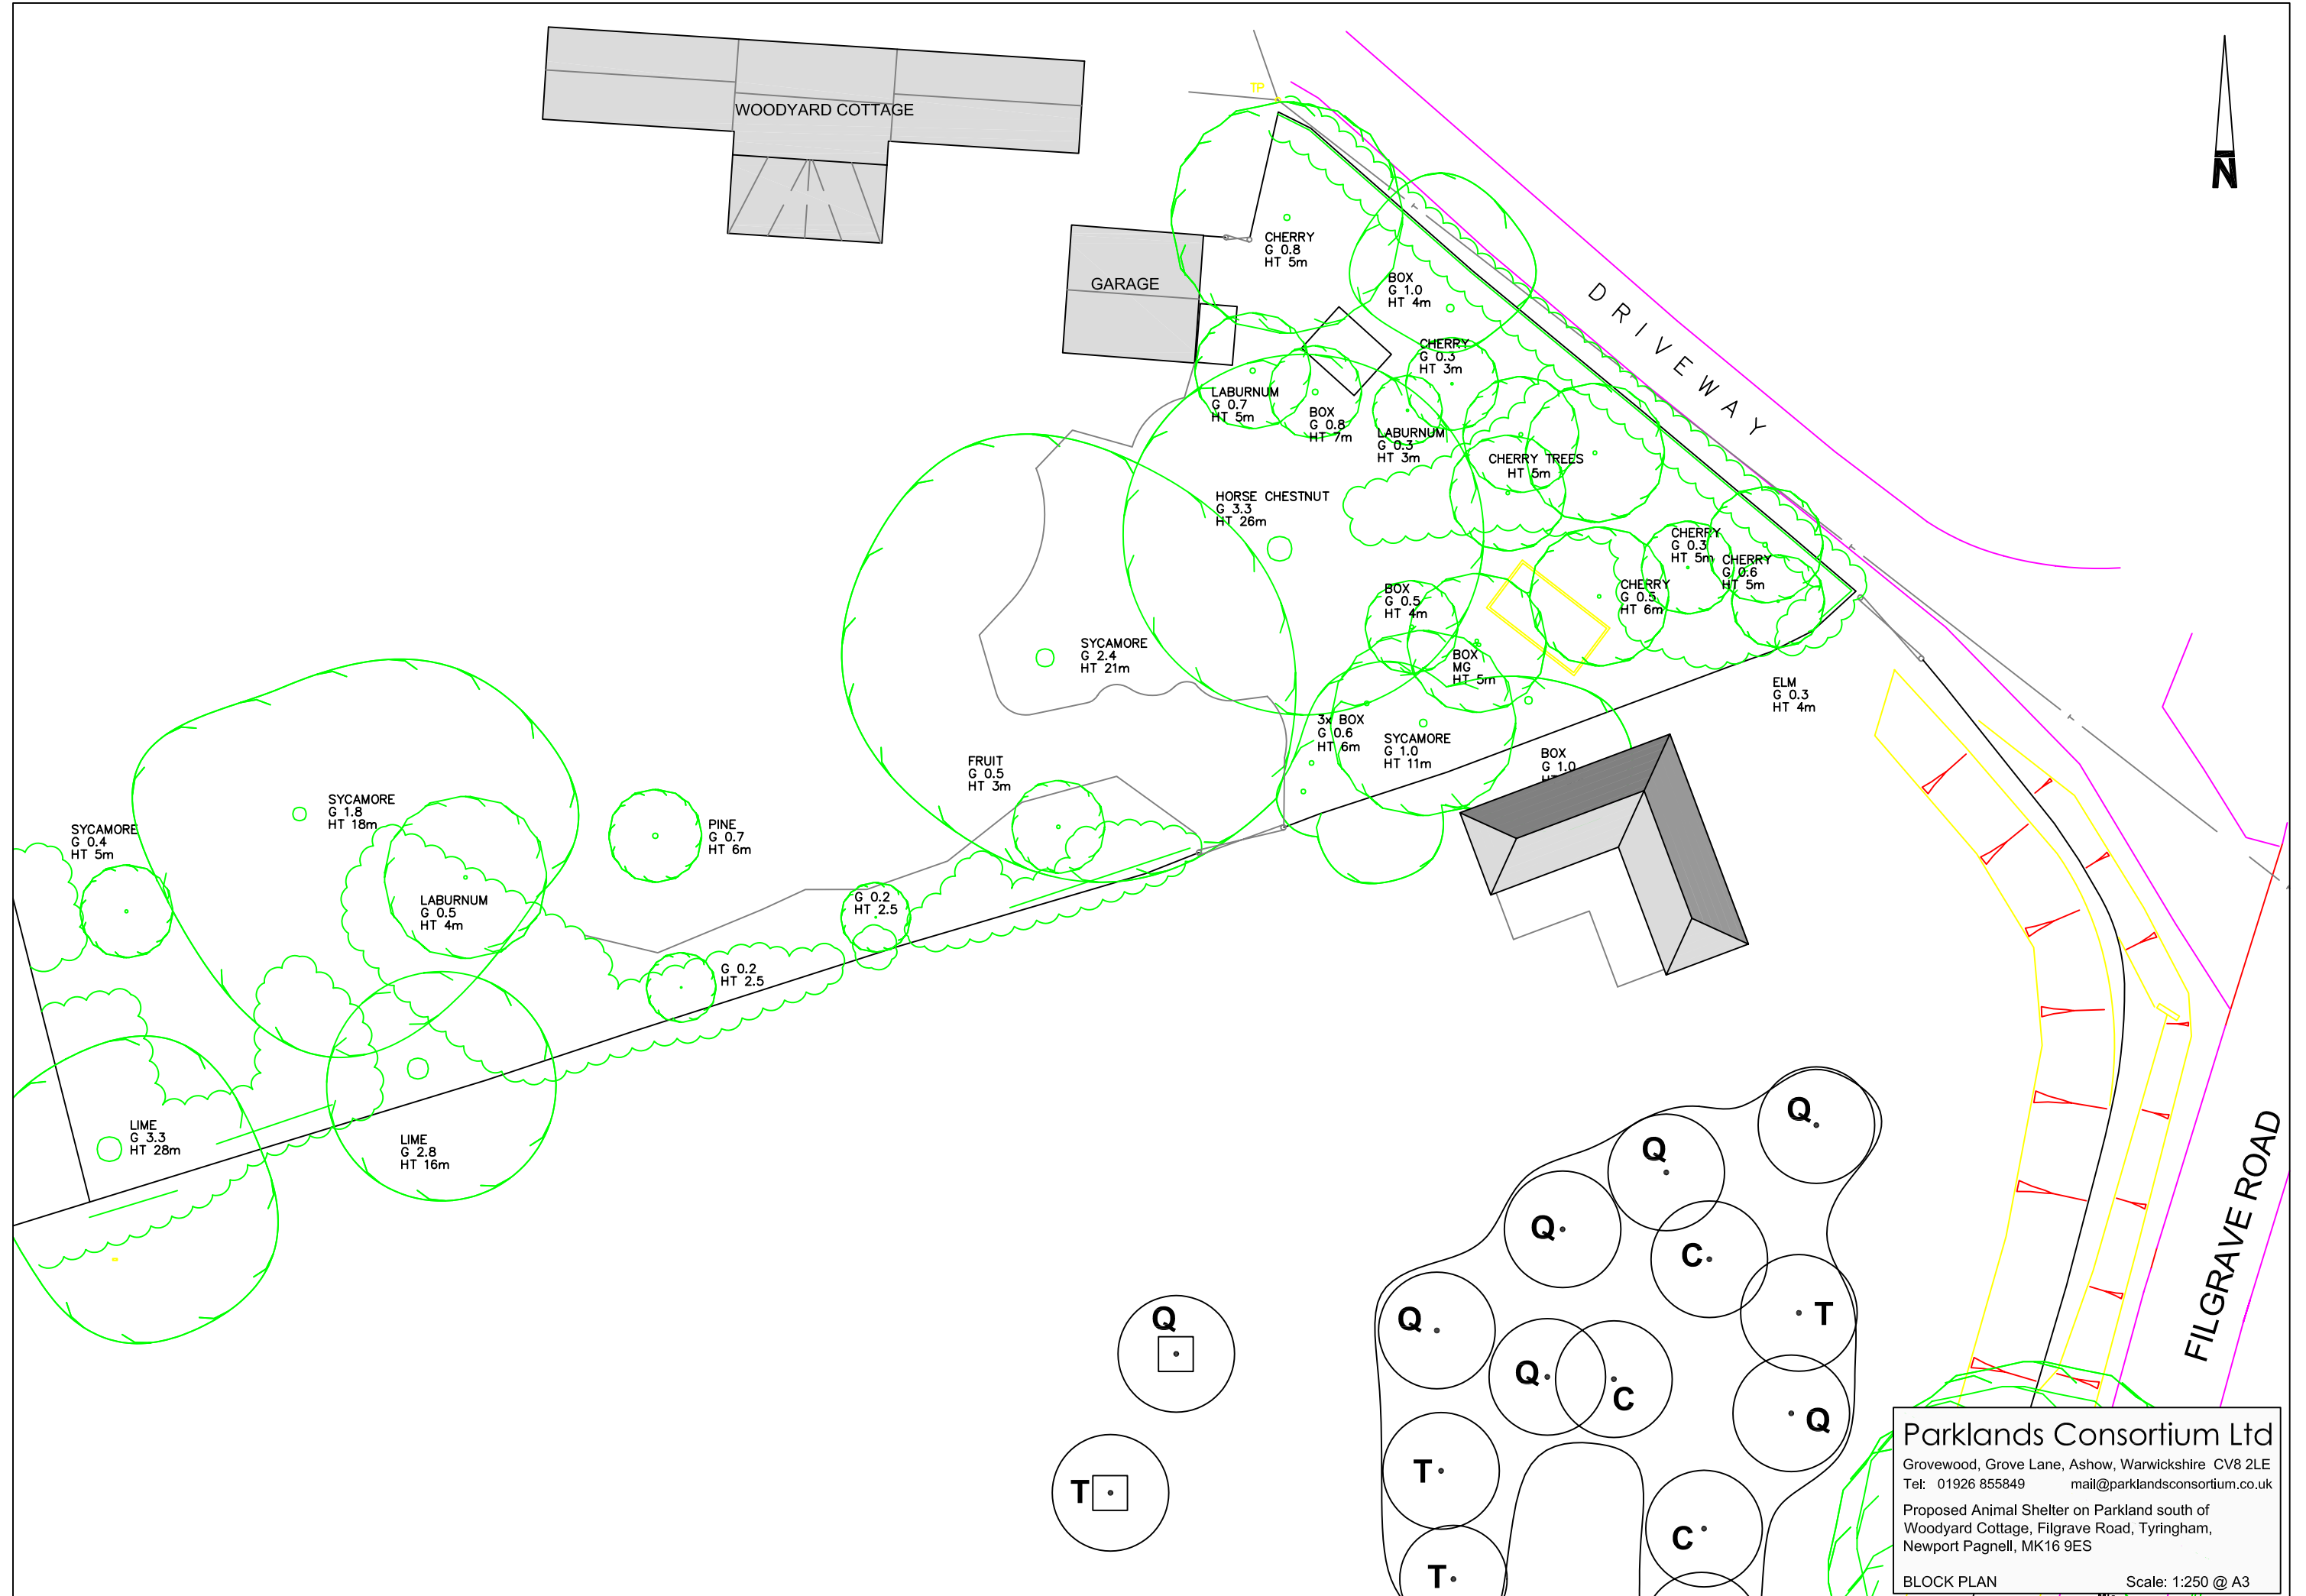 WOODYARD COTTAGE
TP
N
CHERRY
G 0.8
HT 5m
GARAGE
BOX
G 1.0
HT 4m
DRIVEWAY
CHERRY
G 0.3
HT 3m
LABURNUM
G 0.7
HT 5m
BOX
G 0.8
HT 7m
LABURNUM
G 0.3
HT 3m
CHERRY TREES
HT 5m
HORSE CHESTNUT
G 3.3
HT 26m
CHERRY
G 0.3
HT 5m
CHERRY
G 0.6
HT 5m
CHERRY
G 0.5
HT 6m
BOX
G 0.5
HT 4m
BOX
MG
HT 5m
SYCAMORE
G 2.4
HT 21m
ELM
G 0.3
HT 4m
3x BOX
G 0.6
HT 6m
SYCAMORE
G 1.0
HT 11m
BOX
G 1.0
FRUIT
G 0.5
HT 3m
SYCAMORE
G 1.8
HT 18m
SYCAMORE
G 0.4
HT 5m
PINE
G 0.7
HT 6m
LABURNUM
G 0.5
HT 4m
G 0.2
HT 2.5
G 0.2
HT 2.5
LIME
G 3.3
HT 28m
LIME
G 2.8
HT 16m
FILGRAVE ROAD
Q
Q
Q
C
T
Q
Q
Q
C
Q
T
T
C
T
Parklands Consortium Ltd
Grovewood, Grove Lane, Ashow, Warwickshire CV8 2LE
Tel: 01926 855849 mail@parklandsconsortium.co.uk
Proposed Animal Shelter on Parkland south of
Woodyard Cottage, Filgrave Road, Tyringham,
Newport Pagnell, MK16 9ES
BLOCK PLAN Scale: 1:250 @ A3